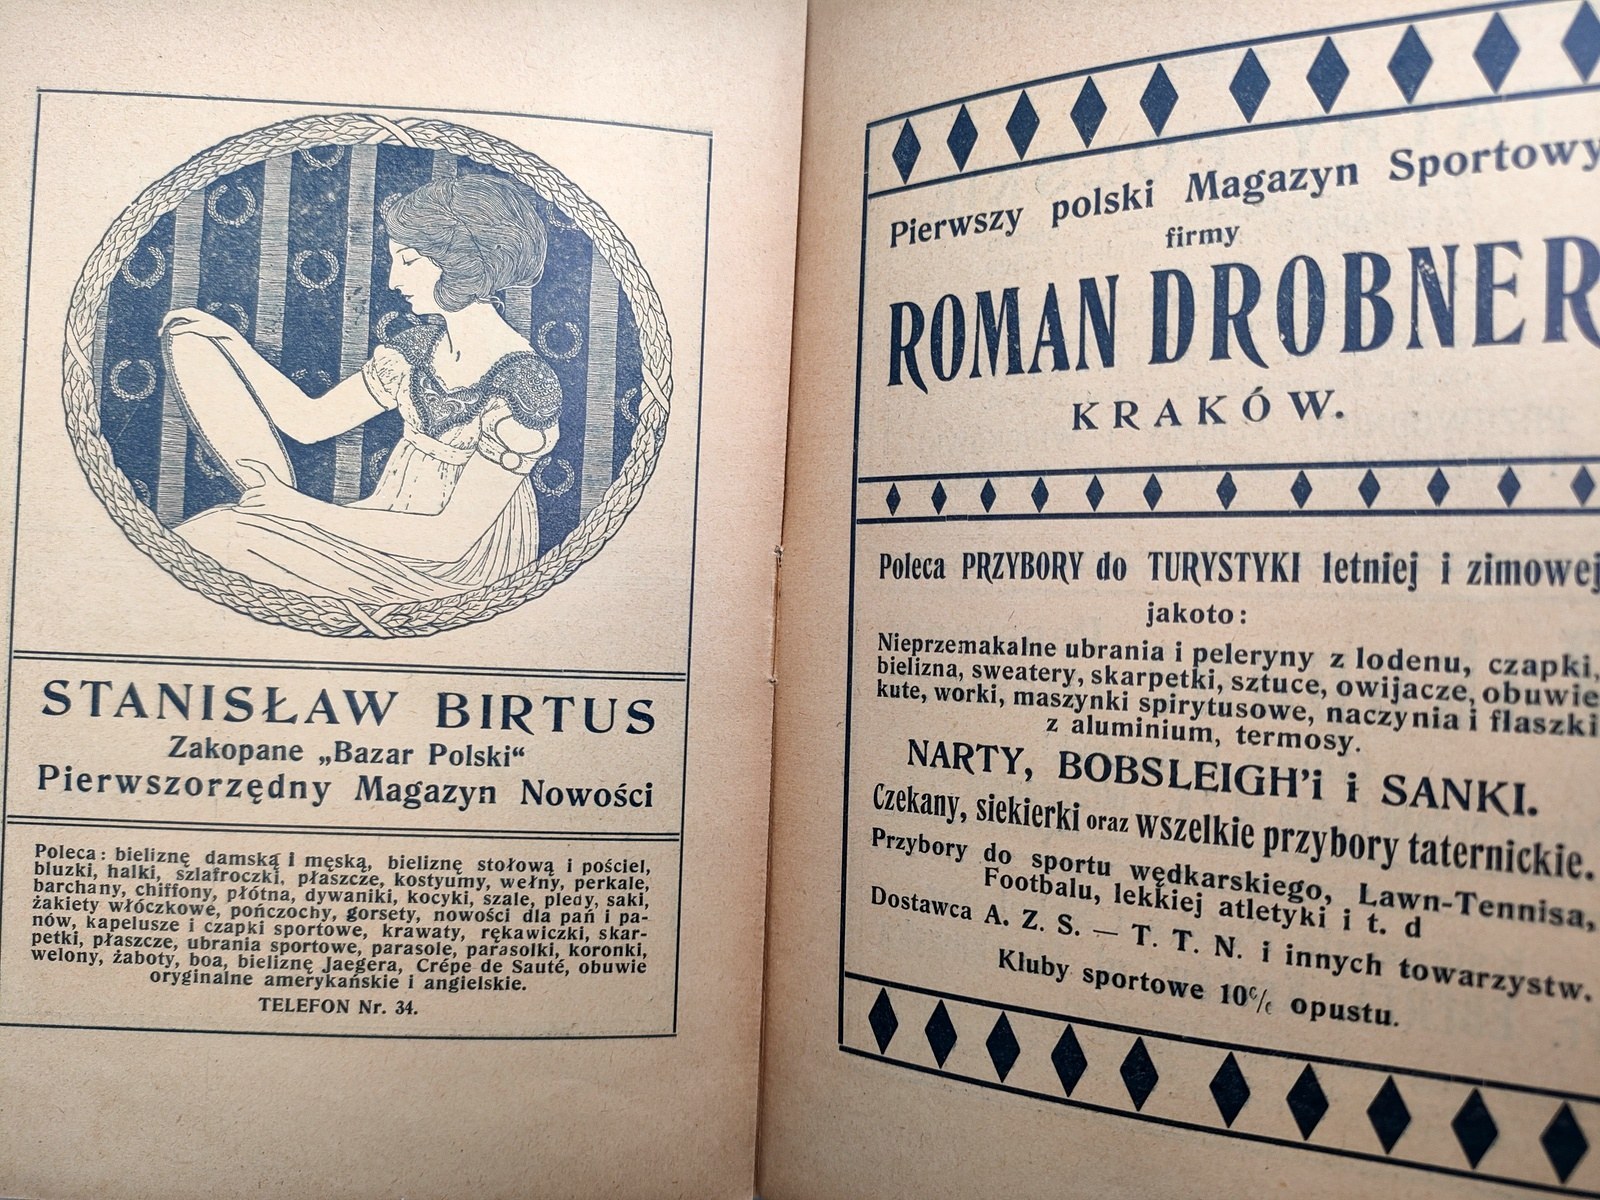 STANISŁAW BIRTUS
Zakopane „Bazar Polski“
Pierwszorzędny Magazyn Nowości
Poleca: bieliznę damską i męską, bieliznę stołową i pościel,
bluzki, halki, szlafroczki, płaszcze, kostyumy, wełny, perkale,
barchany, chiffony, płótna, dywaniki, kocyki, szale, pledy, saki,
żakiety włóczkowe, pończochy, gorsety, nowości dla pań i pa-
nów, kapelusze i czapki sportowe, krawaty, rękawiczki, skar-
petki, płaszcze, ubrania sportowe, parasole, parasolki, koronki,
welony, żaboty, boa, bieliznę Jaegera, Crépe de Sauté, obuwie
oryginalne amerykańskie i angielskie.
TELEFON Nr. 34.
Pierwszy polski Magazyn Sportowy
firmy
ROMAN DROBNER
KRAKÓW.
Poleca PRZYBORY do TURYSTYKI letniej i zimowej
jakoto:
Nieprzemakalne ubrania i peleryny z lodenu, czapki,
bielizna, sweatery, skarpetki, sztuce, owijacze, obuwie
kute, worki, maszynki spirytusowe, naczynia i flaszki
z aluminium, termosy.
NARTY, BOBSLEIGH'i i SANKI.
Czekany, siekierki oraz wszelkie przybory taternickie.
Przybory do sportu wędkarskiego, Lawn-Tennisa,
Footbalu, lekkiej atletyki i t. d
Dostawca A. Z. S. — T. T. N. i innych towarzystw.
Kluby sportowe 10% opustu.